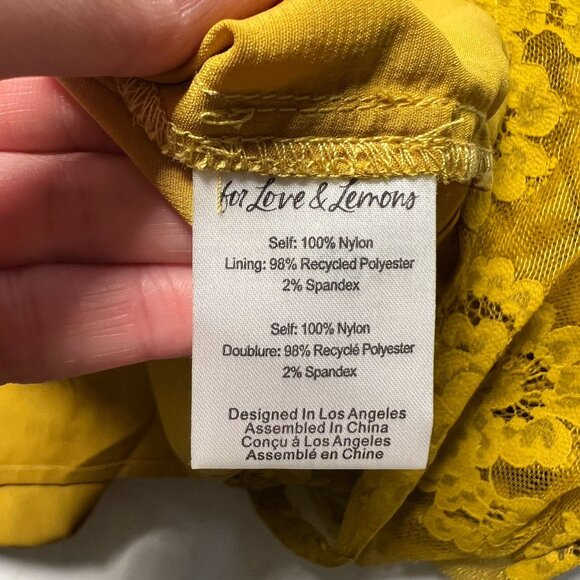 for Love & Lemons
Self: 100% Nylon
Lining: 98% Recycled Polyester
2% Spandex
Self: 100% Nylon
Doublure: 98% Recyclé Polyester
2% Spandex
Designed In Los Angeles
Assembled In China
Conçu à Los Angeles
Assemblé en Chine